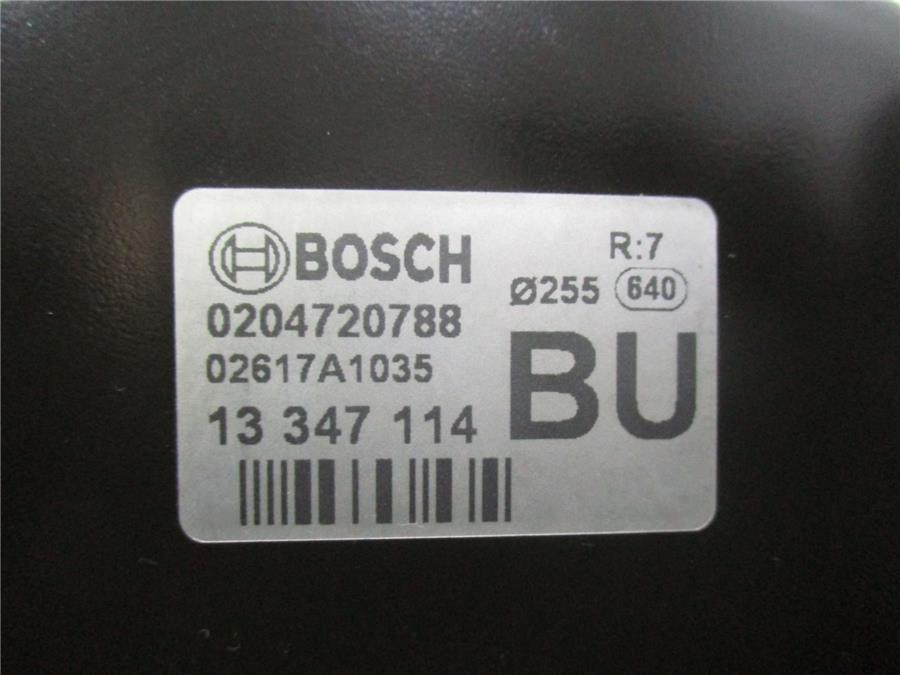 BOSCH
R:7
Ø255 640
0204720788
02617A1035
13 347 114
BU